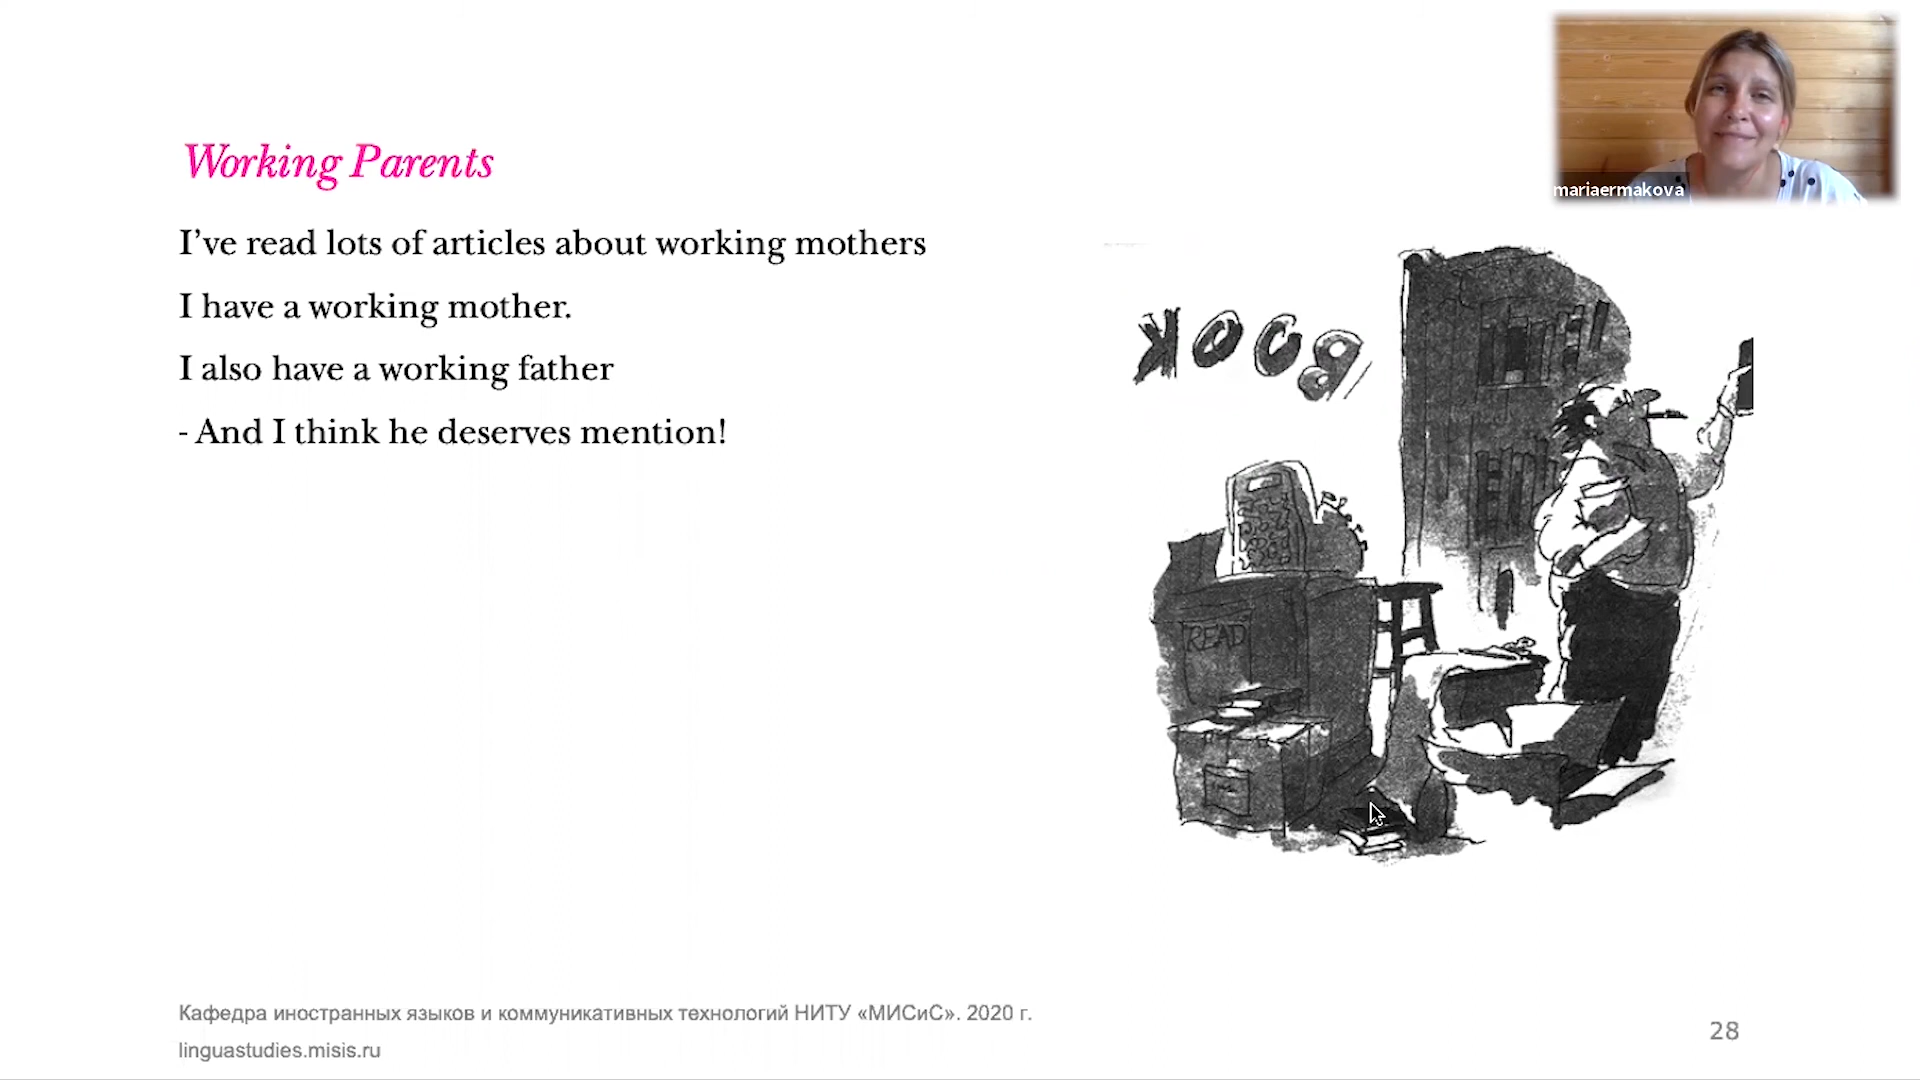 mariaermakova
Working Parents
I’ve read lots of articles about working mothers
I have a working mother.
I also have a working father
- And I think he deserves mention!
BOOK
READ
Кафедра иностранных языков и коммуникативных технологий НИТУ «МИСиС». 2020 г.
linguastudies.misis.ru
28